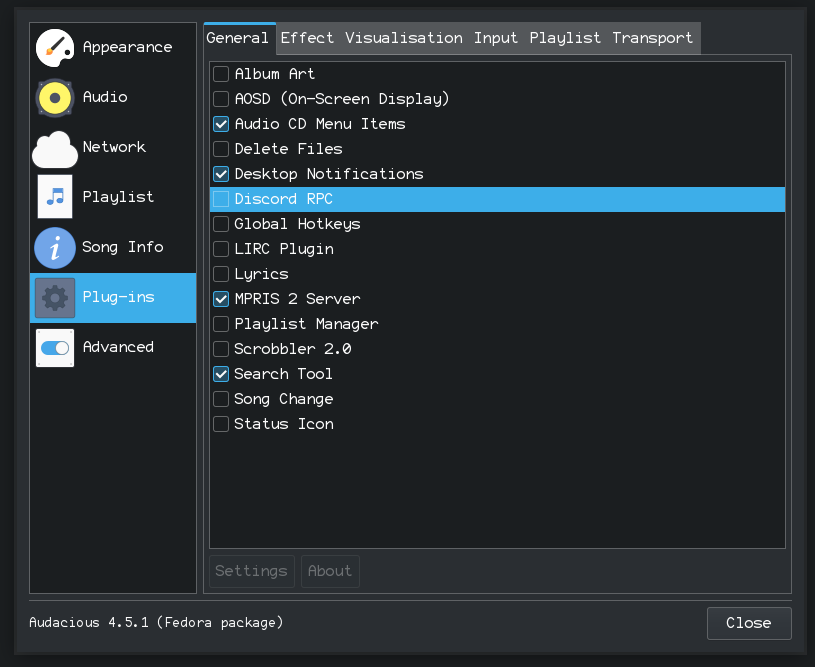 Appearance
Audio
Network
Playlist
Song Info
Plug-ins
Advanced
General Effect Visualisation Input Playlist Transport
Album Art
AOSD (On-Screen Display)
Audio CD Menu Items
Delete Files
Desktop Notifications
Discord RPC
Global Hotkeys
LIRC Plugin
Lyrics
MPRIS 2 Server
Playlist Manager
Scrobbler 2.0
Search Tool
Song Change
Status Icon
Settings About
Audacious 4.5.1 (Fedora package)
Close